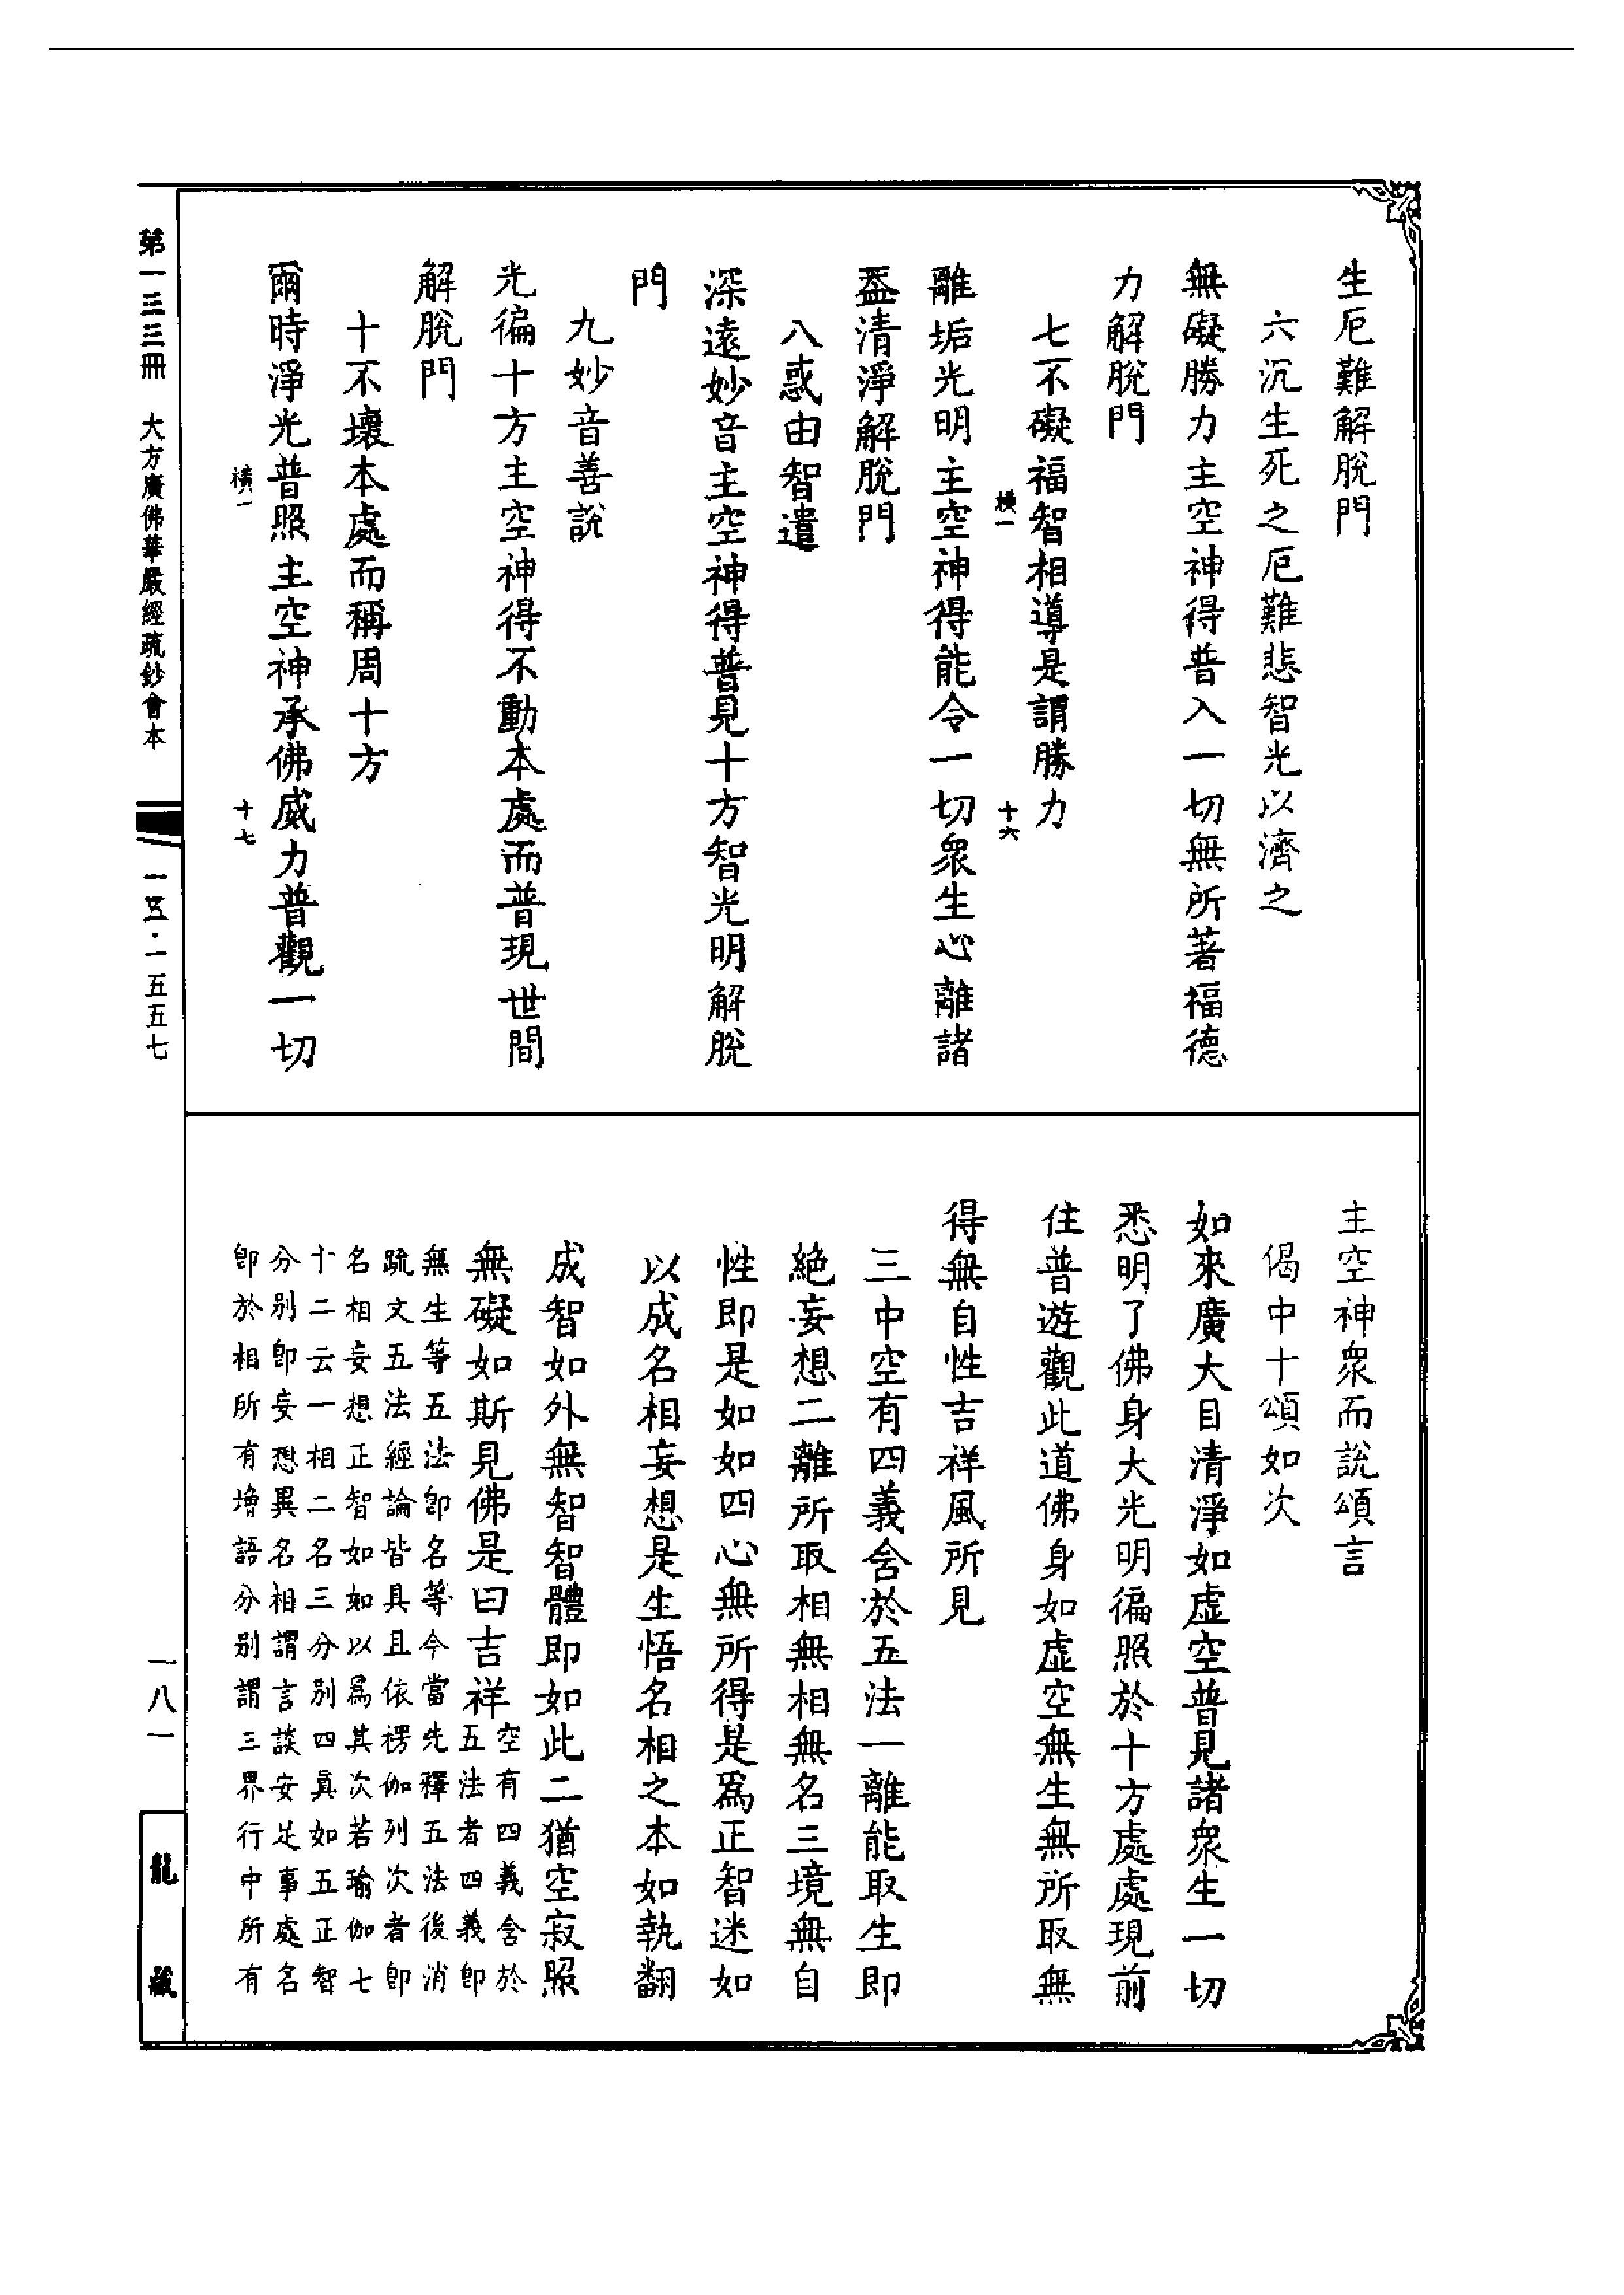 生厄難解脫門
六沉生死之厄難悲智光以濟之
無礙勝力主空神得普入一切無所著福德
力解脫門
七不礙福智相導是謂勝力
橫一
十六
離垢光明主空神得能令一切衆生心離諸
葢清淨解脫門
八惑由智遣
深遠妙音主空神得普見十方智光明解脫
門
九妙音善說
光徧十方主空神得不動本處而普現世間
解脫門
十不壞本處而稱周十方
爾時淨光普照主空神承佛威力普觀一切
橫一
十七
主空神衆而說頌言
偈中十頌如次
如來廣大目清淨如虛空普見諸衆生一切
悉明了佛身大光明徧照於十方處處現前
住普遊觀此道佛身如虛空無生無所取無
得無自性吉祥風所見
三中空有四義舍於五法一離能取生即
絶妄想二離所取相無相無名三境無自
性即是如如四心無所得是爲正智迷如
以成名相妄想是生悟名相之本如執翻
成智如外無智智體即如此二猶空寂照
無礙如斯見佛是曰吉祥
空有四義舍於
五法者四義即
無生等五法卽名等今當先釋五法後消
疏文五法經論皆具且依楞伽列次者卽
名相妄想正智如如以爲其次若瑜伽七
十二云一相二名三分別四眞如五正智
分別卽妄想異名相謂言談安足事處名
卽於相所有增語分別謂三界行中所有
第一三三冊 大方廣佛華嚴經疏鈔會本
一五·一五五七
一八一
龍藏